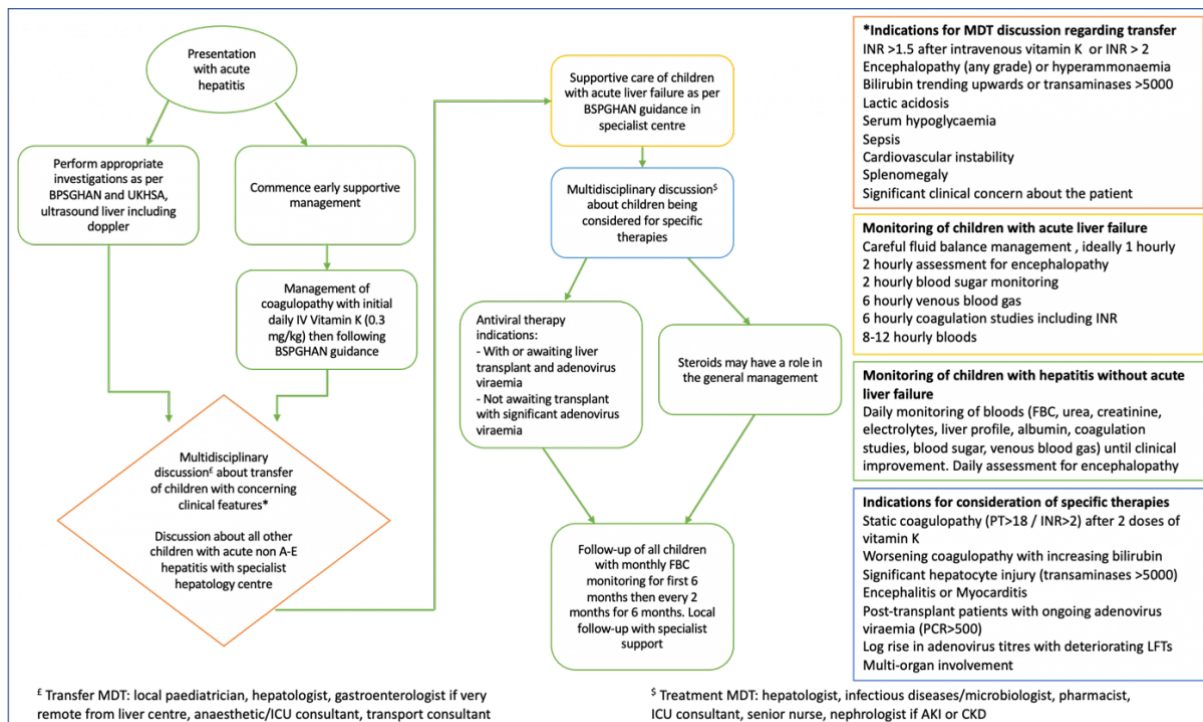 Presentation
with acute
hepatitis
Perform appropriate
investigations as per
BPSGHAN and UKHSA,
ultrasound liver including
doppler
Commence early supportive
management
Management of
coagulopathy with initial
daily IV Vitamin K (0.3
mg/kg) then following
BSPGHAN guidance
Multidisciplinary
discussion£ about transfer
of children with concerning
clinical features*
Discussion about all other
children with acute non A-E
hepatitis with specialist
hepatology centre
Supportive care of children
with acute liver failure as per
BSPGHAN guidance in
specialist centre
Multidisciplinary discussion$
about children being
considered for specific
therapies
Antiviral therapy
indications:
- With or awaiting liver
transplant and adenovirus
viraemia
- Not awaiting transplant
with significant adenovirus
viraemia
Steroids may have a role in
the general management
Follow-up of all children
with monthly FBC
monitoring for first 6
months then every 2
months for 6 months. Local
follow-up with specialist
support
*Indications for MDT discussion regarding transfer
INR >1.5 after intravenous vitamin K or INR > 2
Encephalopathy (any grade) or hyperammonaemia
Bilirubin trending upwards or transaminases >5000
Lactic acidosis
Serum hypoglycaemia
Sepsis
Cardiovascular instability
Splenomegaly
Significant clinical concern about the patient
Monitoring of children with acute liver failure
Careful fluid balance management , ideally 1 hourly
2 hourly assessment for encephalopathy
2 hourly blood sugar monitoring
6 hourly venous blood gas
6 hourly coagulation studies including INR
8-12 hourly bloods
Monitoring of children with hepatitis without acute
liver failure
Daily monitoring of bloods (FBC, urea, creatinine,
electrolytes, liver profile, albumin, coagulation
studies, blood sugar, venous blood gas) until clinical
improvement. Daily assessment for encephalopathy
Indications for consideration of specific therapies
Static coagulopathy (PT>18 / INR>2) after 2 doses of
vitamin K
Worsening coagulopathy with increasing bilirubin
Significant hepatocyte injury (transaminases >5000)
Encephalitis or Myocarditis
Post-transplant patients with ongoing adenovirus
viraemia (PCR>500)
Log rise in adenovirus titres with deteriorating LFTs
Multi-organ involvement
£ Transfer MDT: local paediatrician, hepatologist, gastroenterologist if very
remote from liver centre, anaesthetic/ICU consultant, transport consultant
$ Treatment MDT: hepatologist, infectious diseases/microbiologist, pharmacist,
ICU consultant, senior nurse, nephrologist if AKI or CKD